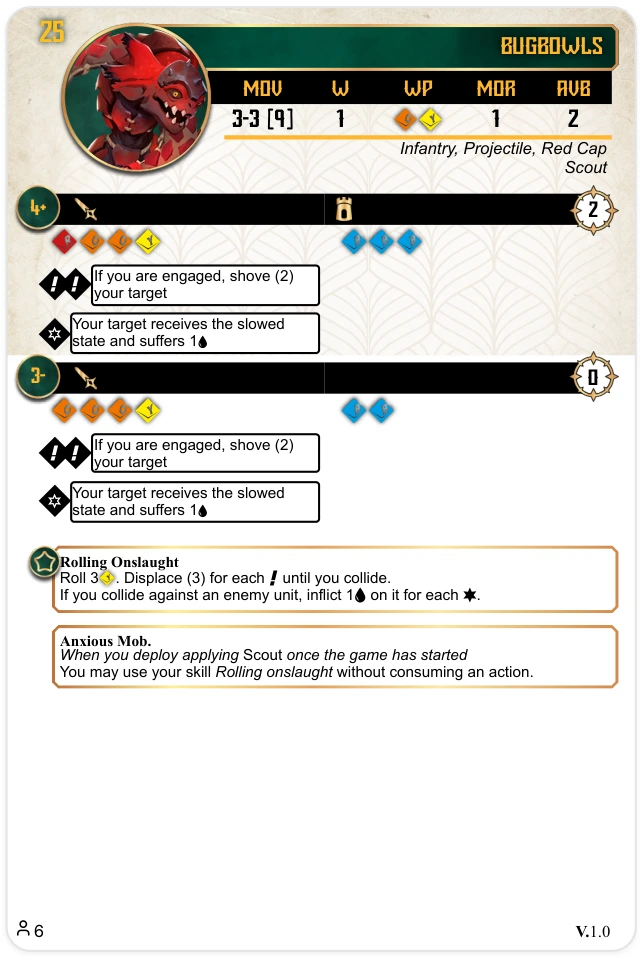 25
BUGBOWLS
MOV W WP MOR AVB
3-3 [9] 1 1 2
Infantry, Projectile, Red Cap
Scout
4+ 2
If you are engaged, shove (2)
your target
Your target receives the slowed
state and suffers 1
3- 0
If you are engaged, shove (2)
your target
Your target receives the slowed
state and suffers 1
Rolling Onslaught
Roll 3. Displace (3) for each ! until you collide.
If you collide against an enemy unit, inflict 1 on it for each .
Anxious Mob.
When you deploy applying Scout once the game has started
You may use your skill Rolling onslaught without consuming an action.
6 V.1.0